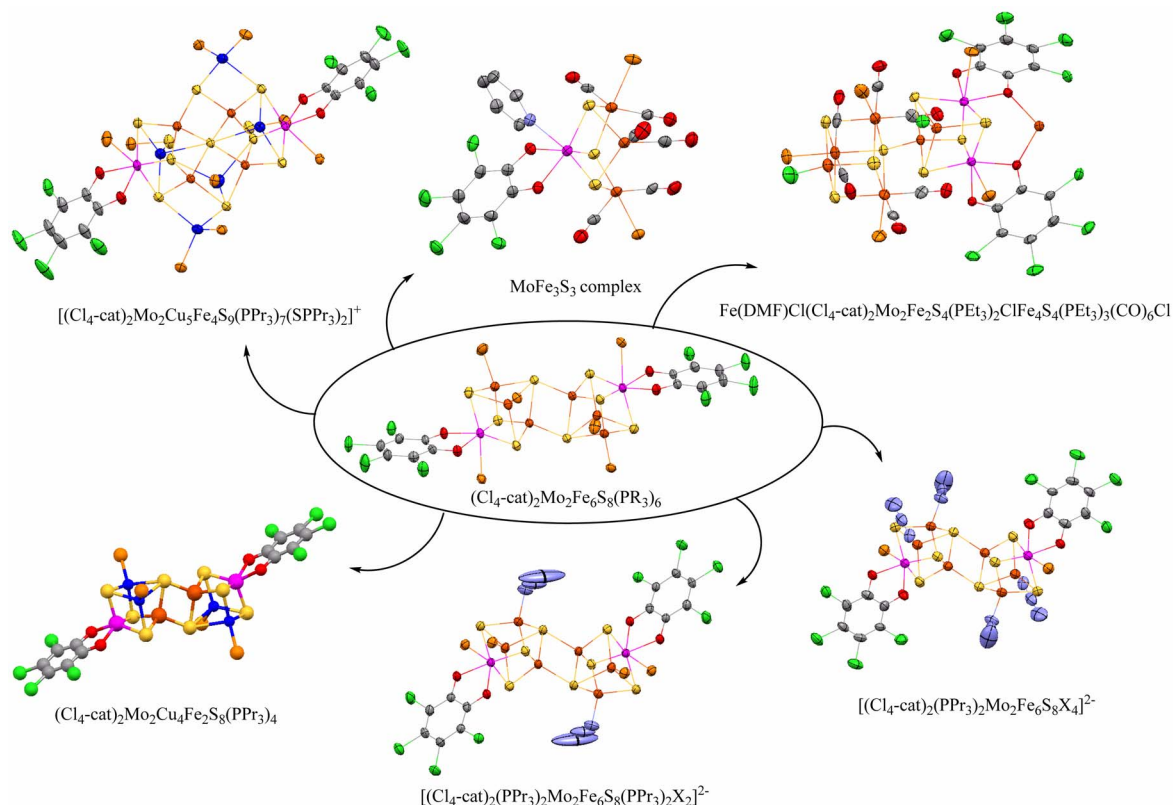 [(Cl₄-cat)₂Mo₂Cu₅Fe₄S₉(PPr₃)₇(SPPr₃)₂]⁺
MoFe₃S₃ complex
Fe(DMF)Cl(Cl₄-cat)₂Mo₂Fe₂S₄(PEt₃)₂ClFe₄S₄(PEt₃)₃(CO)₆Cl
(Cl₄-cat)₂Mo₂Fe₆S₈(PR₃)₆
(Cl₄-cat)₂Mo₂Cu₄Fe₂S₈(PPr₃)₄
[(Cl₄-cat)₂(PPr₃)₂Mo₂Fe₆S₈X₄]²⁻
[(Cl₄-cat)₂(PPr₃)₂Mo₂Fe₆S₈(PPr₃)₂X₂]²⁻